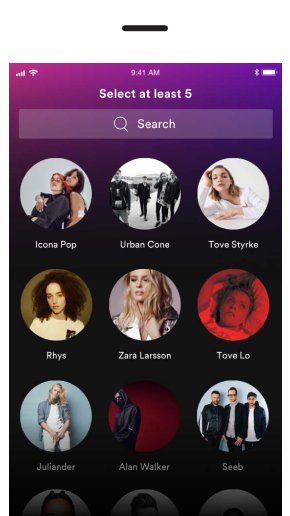 9:41 AM
Select at least 5
Search
Icona Pop
Urban Cone
Tove Styrke
Rhys
Zara Larsson
Tove Lo
Juliander
Alan Walker
Seeb